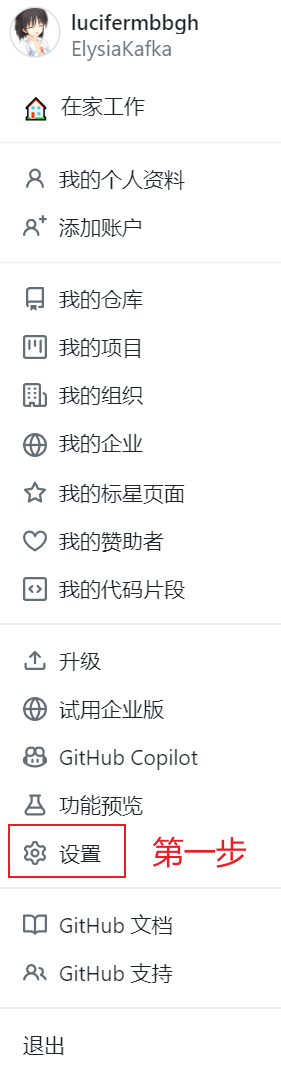 lucifermbbgh
ElysiaKafka
在家工作
我的个人资料
添加账户
我的仓库
我的项目
我的组织
我的企业
我的标星页面
我的赞助者
我的代码片段
升级
试用企业版
GitHub Copilot
功能预览
设置 第一步
GitHub 文档
GitHub 支持
退出